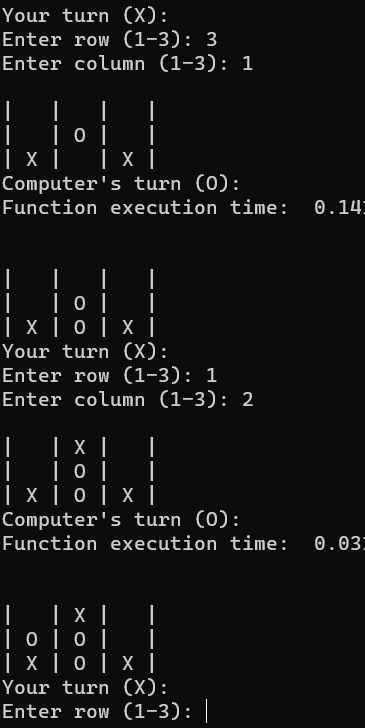 Your turn (X):
Enter row (1-3): 3
Enter column (1-3): 1
|   |   |   |
|   | O |   |
| X |   | X |
Computer's turn (O):
Function execution time:  0.14
|   |   |   |
|   | O |   |
| X | O | X |
Your turn (X):
Enter row (1-3): 1
Enter column (1-3): 2
|   | X |   |
|   | O |   |
| X | O | X |
Computer's turn (O):
Function execution time:  0.03
|   | X |   |
| O | O |   |
| X | O | X |
Your turn (X):
Enter row (1-3):